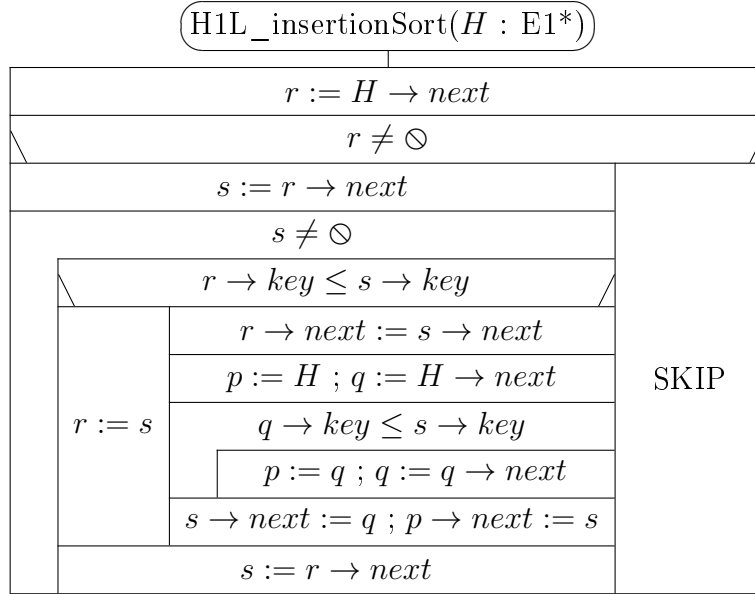 H1L_insertionSort(H : E1*)
r := H → next
r ≠ ⦸
s := r → next
s ≠ ⦸
r → key ≤ s → key
r → next := s → next
p := H ; q := H → next
SKIP
r := s
q → key ≤ s → key
p := q ; q := q → next
s → next := q ; p → next := s
s := r → next